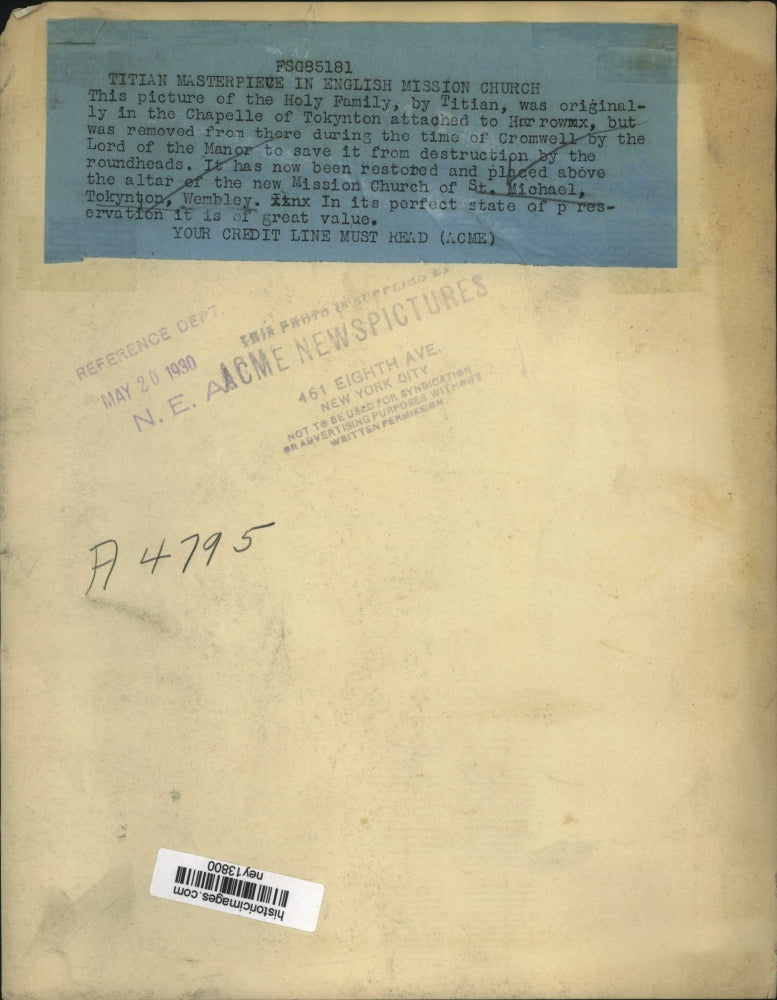 FSG85181
TITIAN MASTERPIECE IN ENGLISH MISSION CHURCH
This picture of the Holy Family, by Titian, was original-
ly in the Chapelle of Tokynton attached to Harrowxx, but
was removed from there during the time of Cromwell by the
Lord of the Manor to save it from destruction by the
roundheads. It has now been restored and placed above
the altar of the new Mission Church of St. Michael,
Tokynton, Wembley. Iinx In its perfect state of p res-
ervation it is of great value.
YOUR CREDIT LINE MUST READ (ACME)
REFERENCE DEPT.
MAY 20 1930
N. E. A.
THIS PHOTO IS SUPPLIED BY
ACME NEWSPICTURES
461 EIGHTH AVE.
NEW YORK CITY
NOT TO BE USED FOR SYNDICATION
OR ADVERTISING PURPOSES WITHOUT
WRITTEN PERMISSION.
A 4795
historicimages.com
ney13800